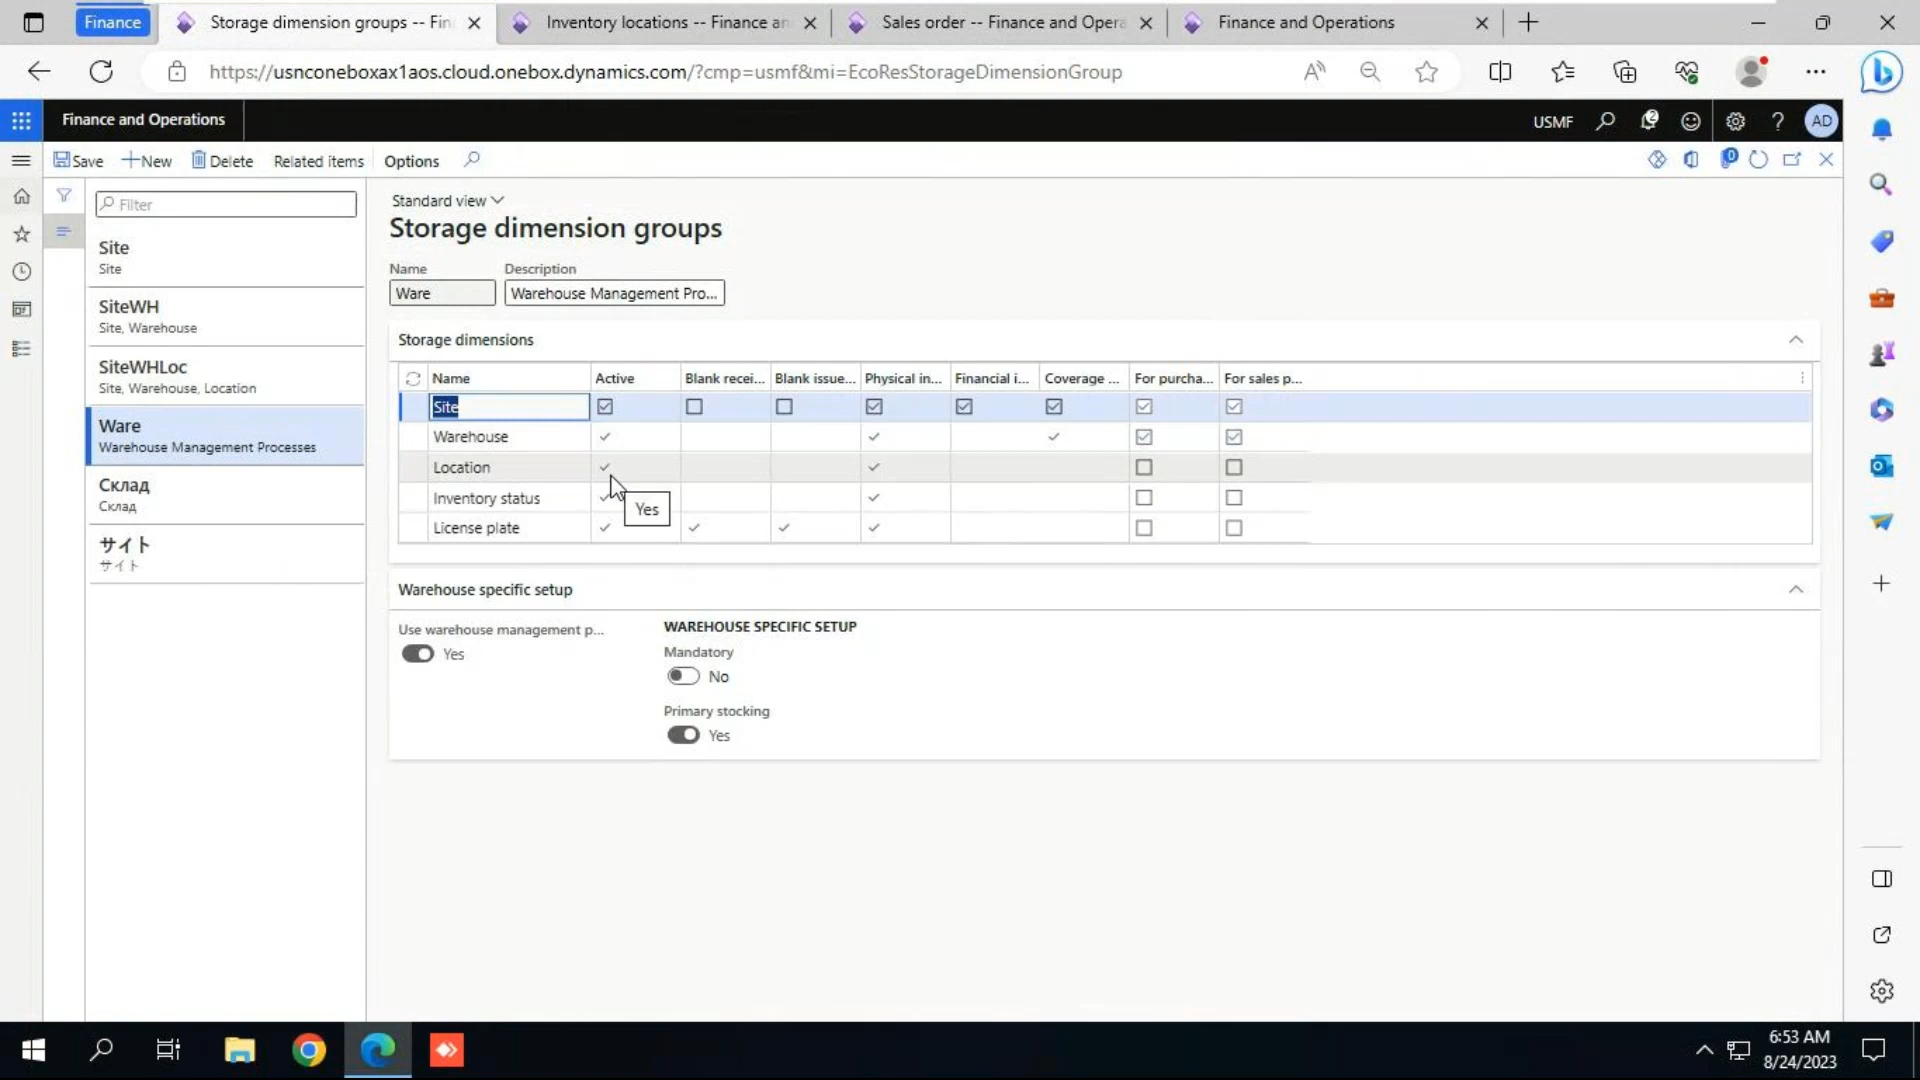 Finance
Storage dimension groups -- Fin
Inventory locations -- Finance an
Sales order -- Finance and Opera
Finance and Operations
https://usnconeboxax1aos.cloud.onebox.dynamics.com/?cmp=usmf&mi=EcoResStorageDimensionGroup
Finance and Operations
USMF
2
AD
Save
New
Delete
Related items
Options
0
Filter
Site
Site
SiteWH
Site, Warehouse
SiteWHLoc
Site, Warehouse, Location
Ware
Warehouse Management Processes
Склад
Склад
サイト
サイト
Standard view
Storage dimension groups
Name
Description
Ware
Warehouse Management Pro...
Storage dimensions
Name
Active
Blank recei...
Blank issue...
Physical in...
Financial i...
Coverage ...
For purcha...
For sales p...
Site
Warehouse
Location
Inventory status
License plate
Yes
Warehouse specific setup
Use warehouse management p...
Yes
WAREHOUSE SPECIFIC SETUP
Mandatory
No
Primary stocking
Yes
6:53 AM
8/24/2023